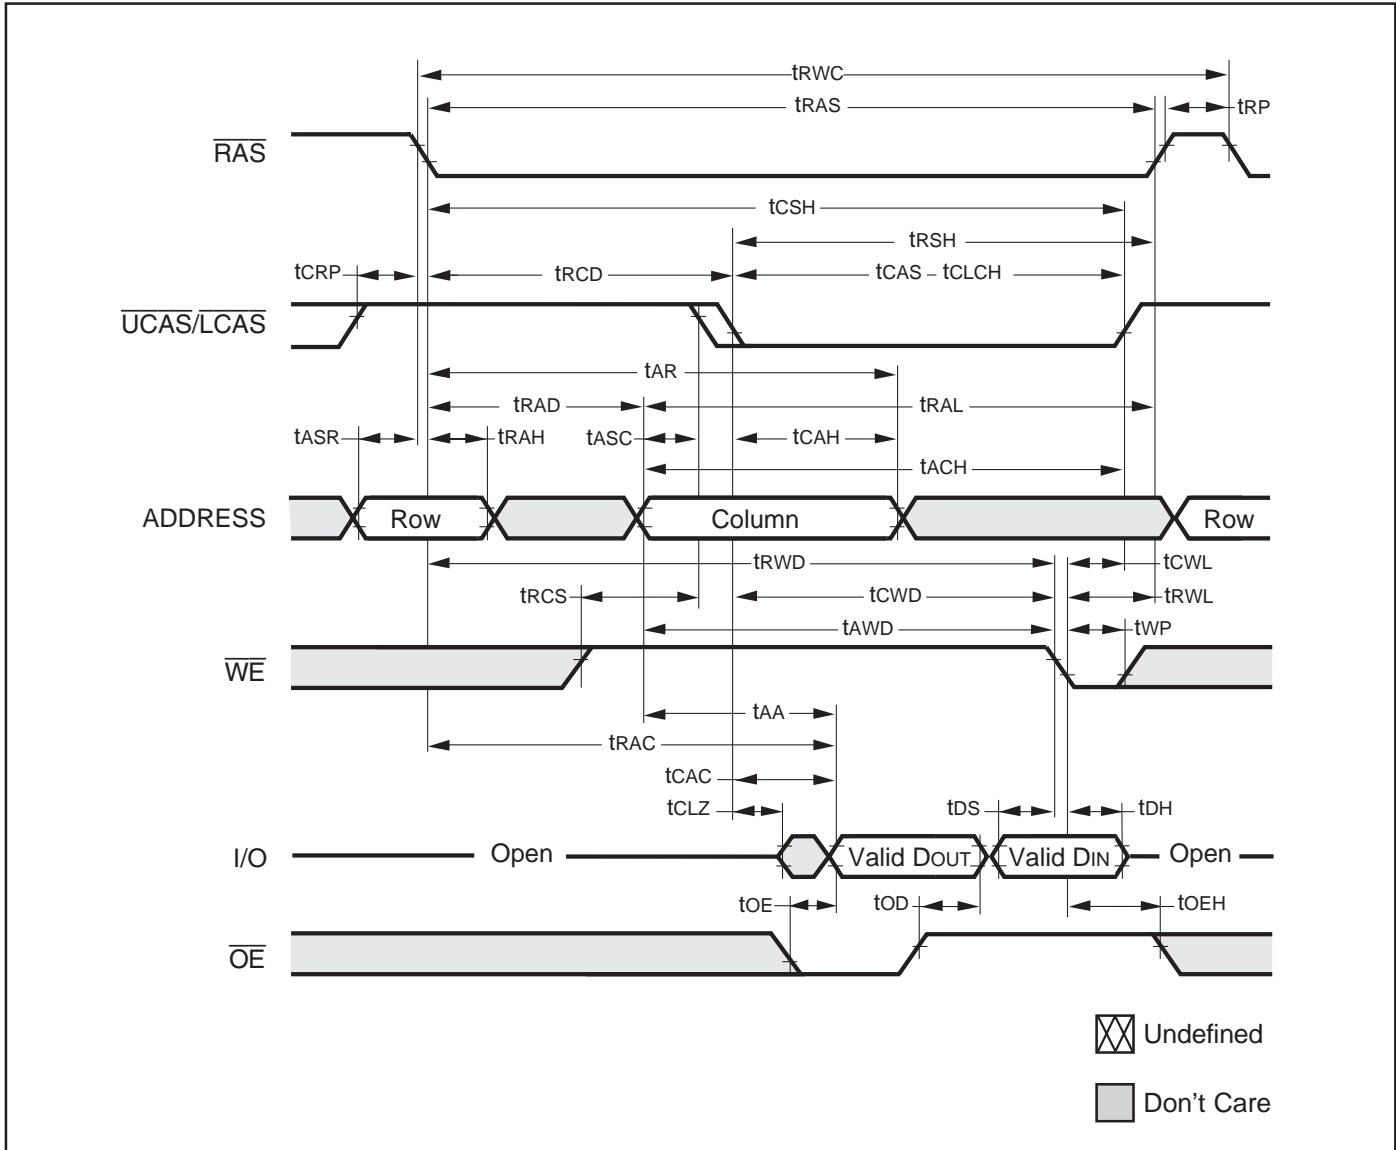 tRWC
tRAS
tRP
RAS
tCSH
tRSH
tCRP
tRCD
tCAS – tCLCH
UCAS/LCAS
tAR
tRAD
tRAL
tASR
tRAH
tASC
tCAH
tACH
ADDRESS
Row
Column
Row
tRWD
tCWL
tRCS
tCWD
tRWL
tAWD
tWP
WE
tAA
tRAC
tCAC
tCLZ
tDS
tDH
I/O
Open
Valid DOUT
Valid DIN
Open
tOE
tOD
tOEH
OE
Undefined
Don't Care